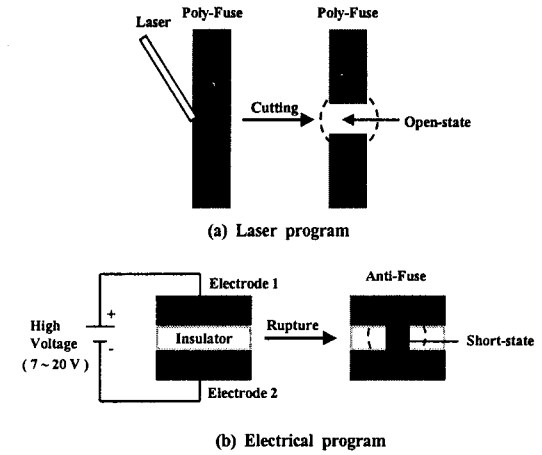 Poly-Fuse
Poly-Fuse
Laser
Cutting
Open-state
(a) Laser program
Electrode 1
Anti-Fuse
+
High
Voltage
( 7 ~ 20 V )
-
Insulator
Rupture
Short-state
Electrode 2
(b) Electrical program